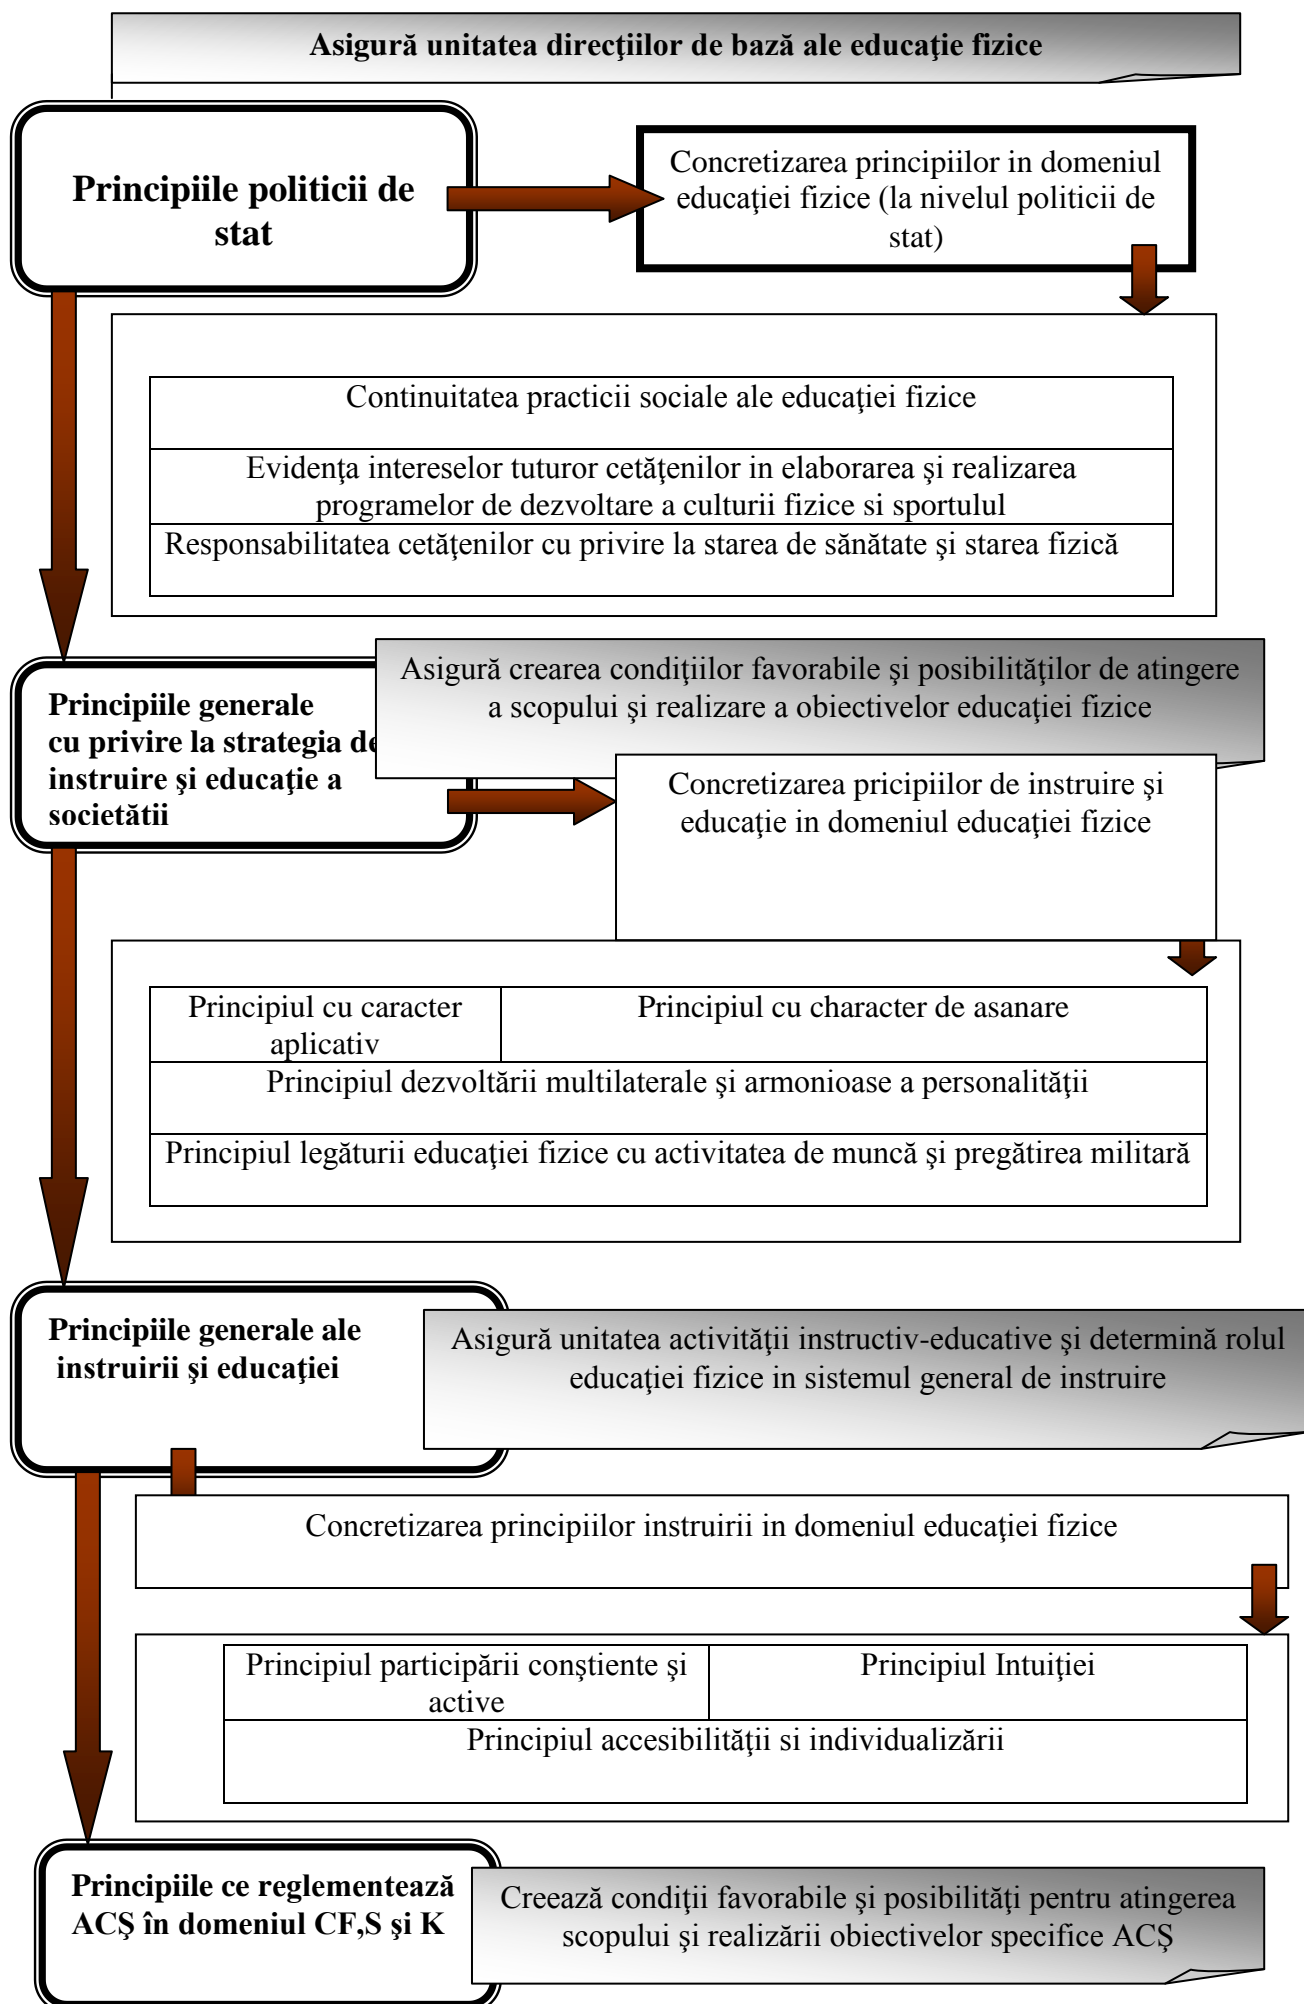 Asigură unitatea direcţiilor de bază ale educaţie fizice
Principiile politicii de
stat
Concretizarea principiilor in domeniul
educaţiei fizice (la nivelul politicii de
stat)
Continuitatea practicii sociale ale educaţiei fizice
Evidenţa intereselor tuturor cetăţenilor in elaborarea şi realizarea
programelor de dezvoltare a culturii fizice si sportului
Responsabilitatea cetăţenilor cu privire la starea de sănătate şi starea fizică
Asigură crearea condiţiilor favorabile şi posibilităţilor de atingere
a scopului şi realizare a obiectivelor educaţiei fizice
Principiile generale
cu privire la strategia de
instruire şi educaţie a
societătii
Concretizarea pricipiilor de instruire şi
educaţie in domeniul educaţiei fizice
Principiul cu caracter
aplicativ
Principiul cu character de asanare
Principiul dezvoltării multilaterale şi armonioase a personalităţii
Principiul legăturii educaţiei fizice cu activitatea de muncă şi pregătirea militară
Principiile generale ale
instruirii şi educaţiei
Asigură unitatea activităţii instructiv-educative şi determină rolul
educaţiei fizice in sistemul general de instruire
Concretizarea principiilor instruirii in domeniul educaţiei fizice
Principiul participării conştiente şi
active
Principiul Intuiţiei
Principiul accesibilităţii si individualizării
Principiile ce reglementează
ACŞ în domeniul CF,S şi K
Creează condiţii favorabile şi posibilităţi pentru atingerea
scopului şi realizării obiectivelor specifice ACŞ